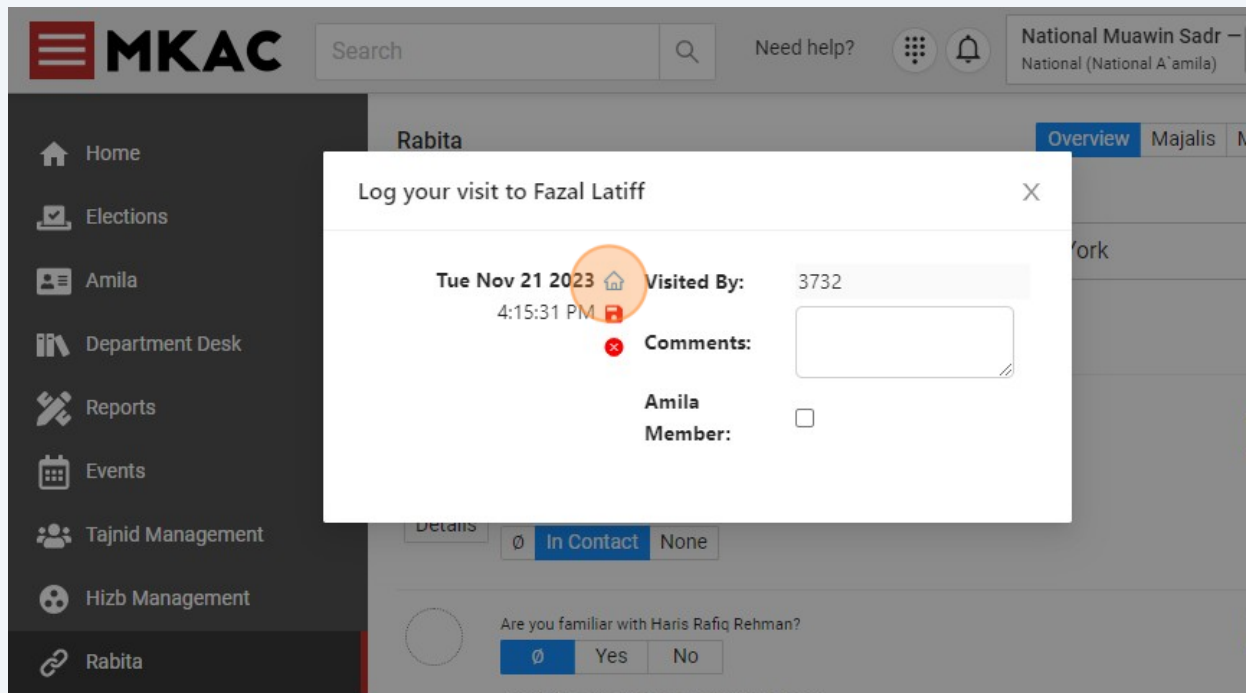 MKAC
Search
Need help?
National Muawin Sadr –
National (National A`amila)
Home
Elections
Amila
Department Desk
Reports
Events
Tajnid Management
Hizb Management
Rabita
Rabita
Overview Majalis M
Log your visit to Fazal Latiff X
York
Tue Nov 21 2023 Visited By: 3732
4:15:31 PM
Comments:
Amila
Member:
Details
Ø In Contact None
Are you familiar with Haris Rafiq Rehman?
Ø Yes No